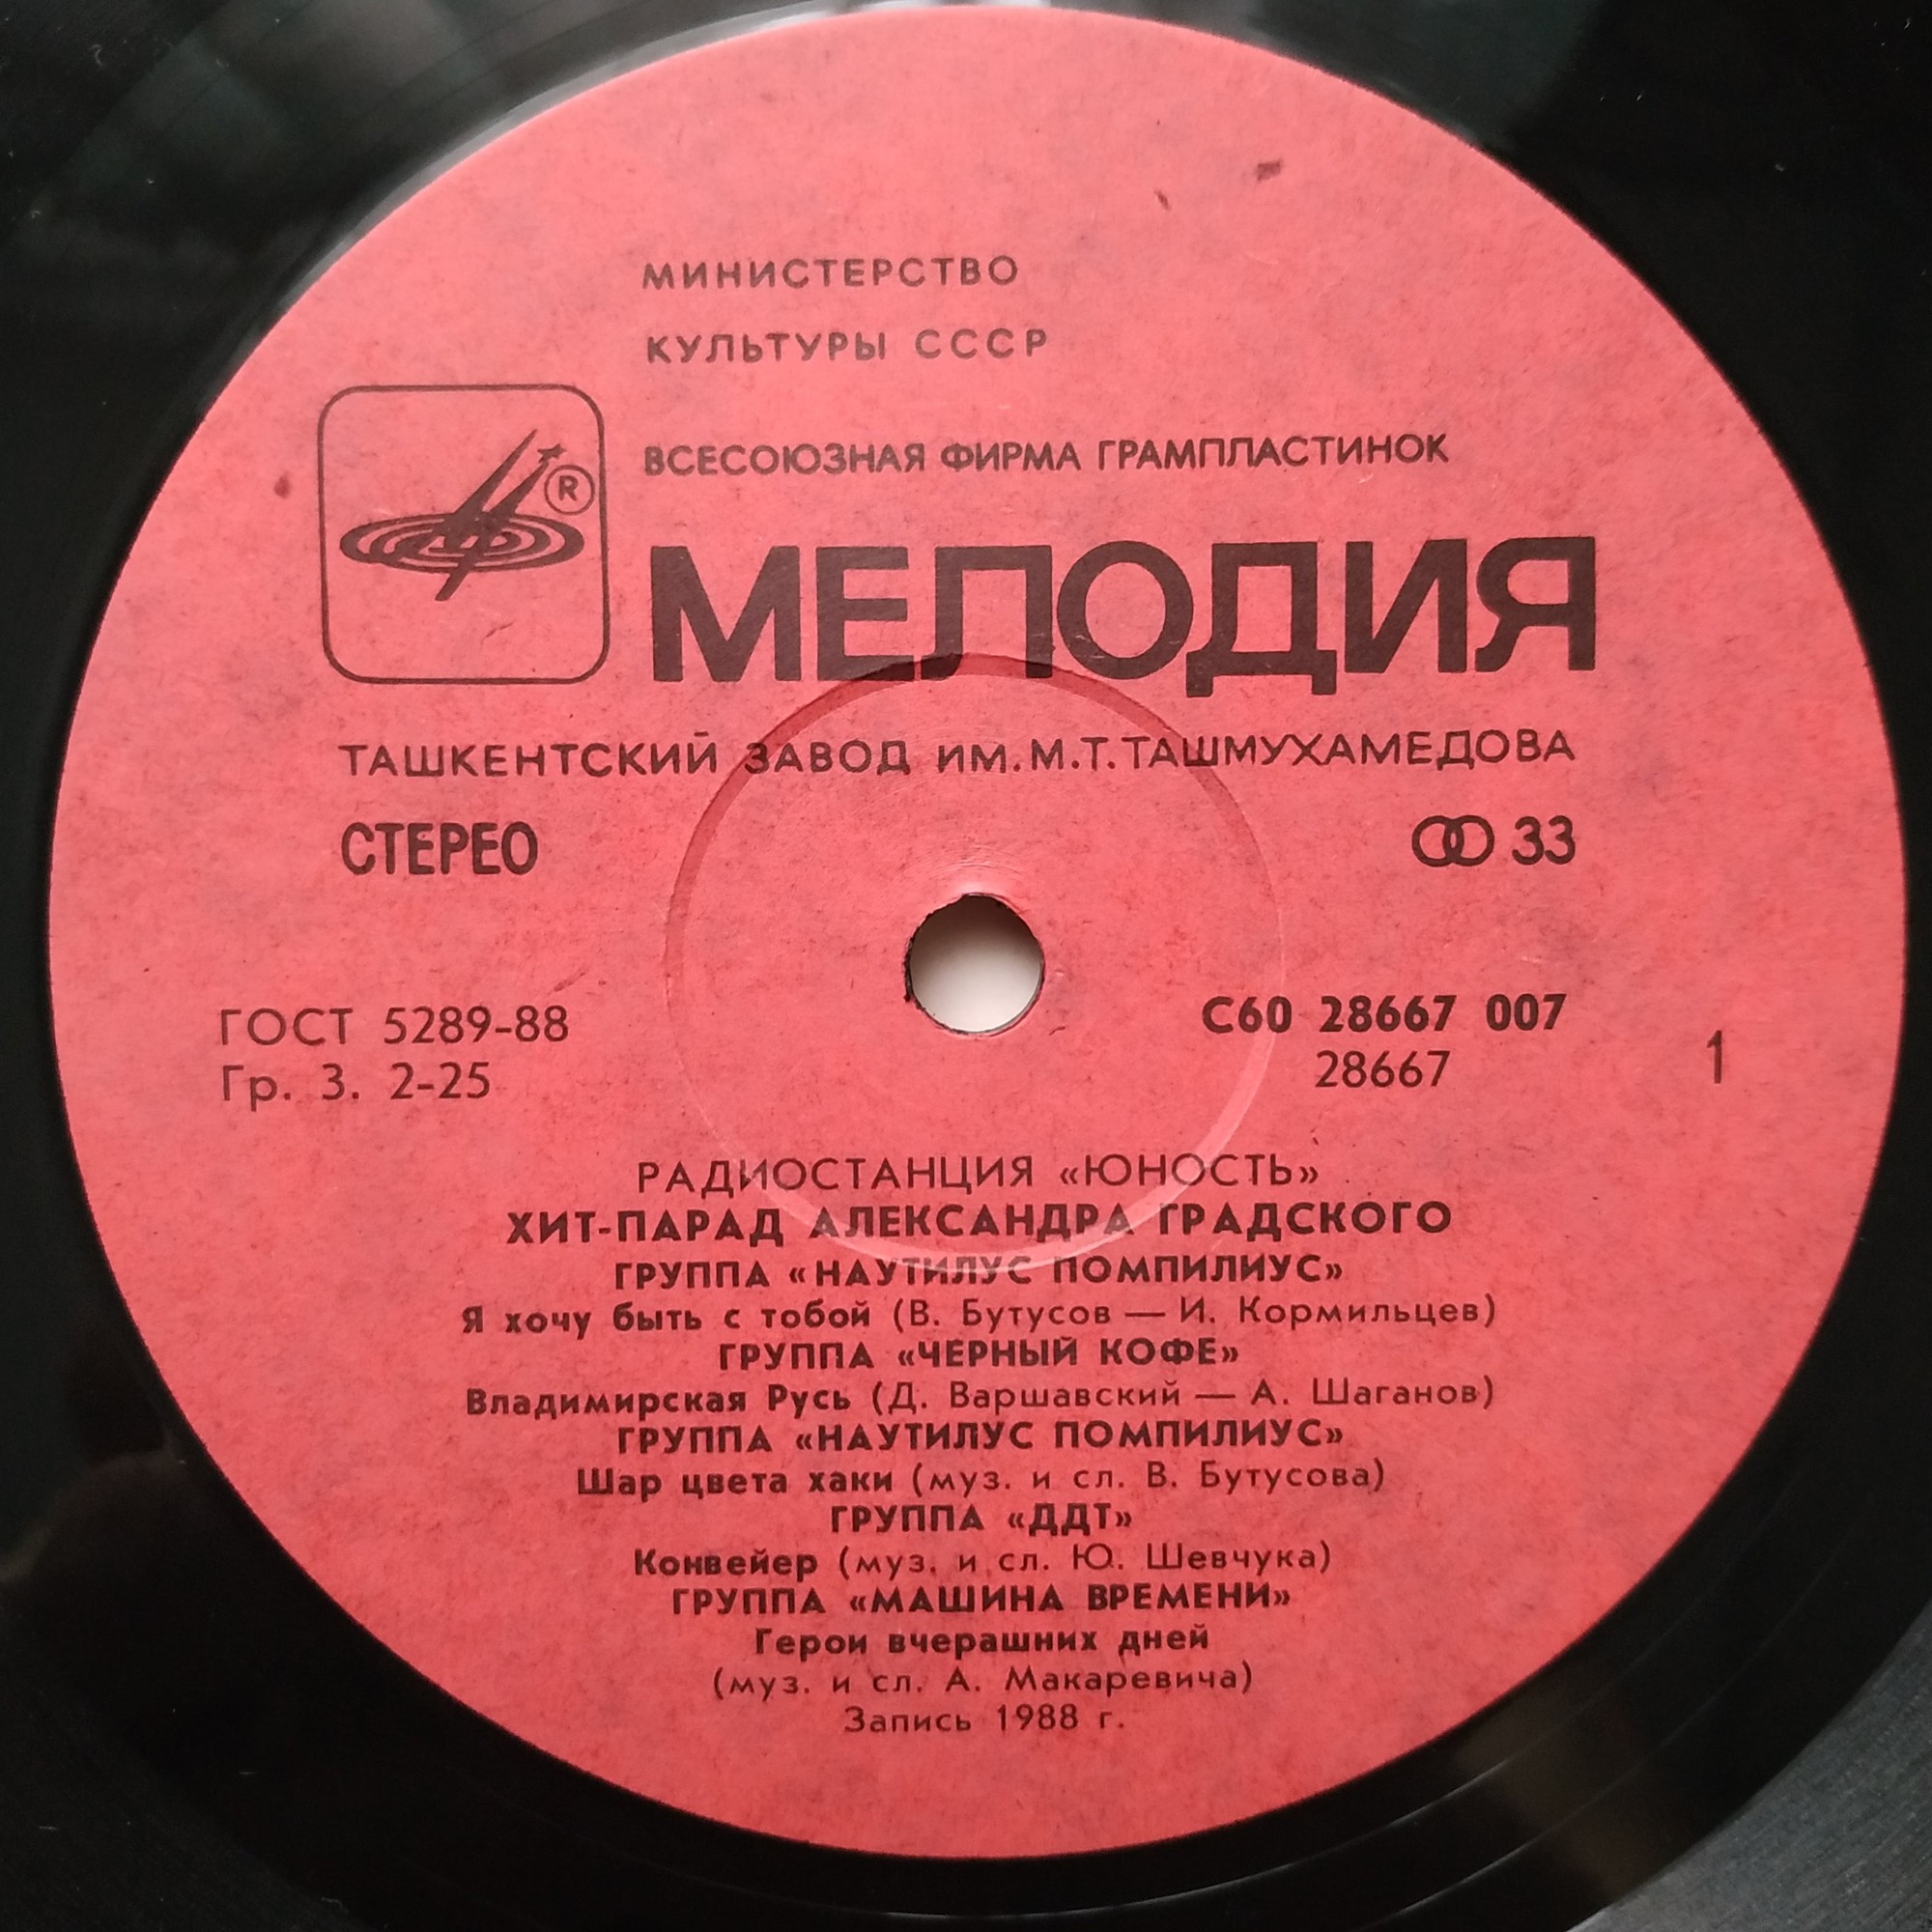 МИНИСТЕРСТВО
КУЛЬТУРЫ СССР
ВСЕСОЮЗНАЯ ФИРМА ГРАМПЛАСТИНОК
®
МЕЛОДИЯ
ТАШКЕНТСКИЙ ЗАВОД ИМ.М.Т.ТАШМУХАМЕДОВА
СТЕРЕО 33
ГОСТ 5289-88 С60 28667 007
Гр. 3. 2-25 28667 1
РАДИОСТАНЦИЯ «ЮНОСТЬ»
ХИТ-ПАРАД АЛЕКСАНДРА ГРАДСКОГО
ГРУППА «НАУТИЛУС ПОМПИЛИУС»
Я хочу быть с тобой (В. Бутусов — И. Кормильцев)
ГРУППА «ЧЕРНЫЙ КОФЕ»
Владимирская Русь (Д. Варшавский — А. Шаганов)
ГРУППА «НАУТИЛУС ПОМПИЛИУС»
Шар цвета хаки (муз. и сл. В. Бутусова)
ГРУППА «ДДТ»
Конвейер (муз. и сл. Ю. Шевчука)
ГРУППА «МАШИНА ВРЕМЕНИ»
Герои вчерашних дней
(муз. и сл. А. Макаревича)
Запись 1988 г.